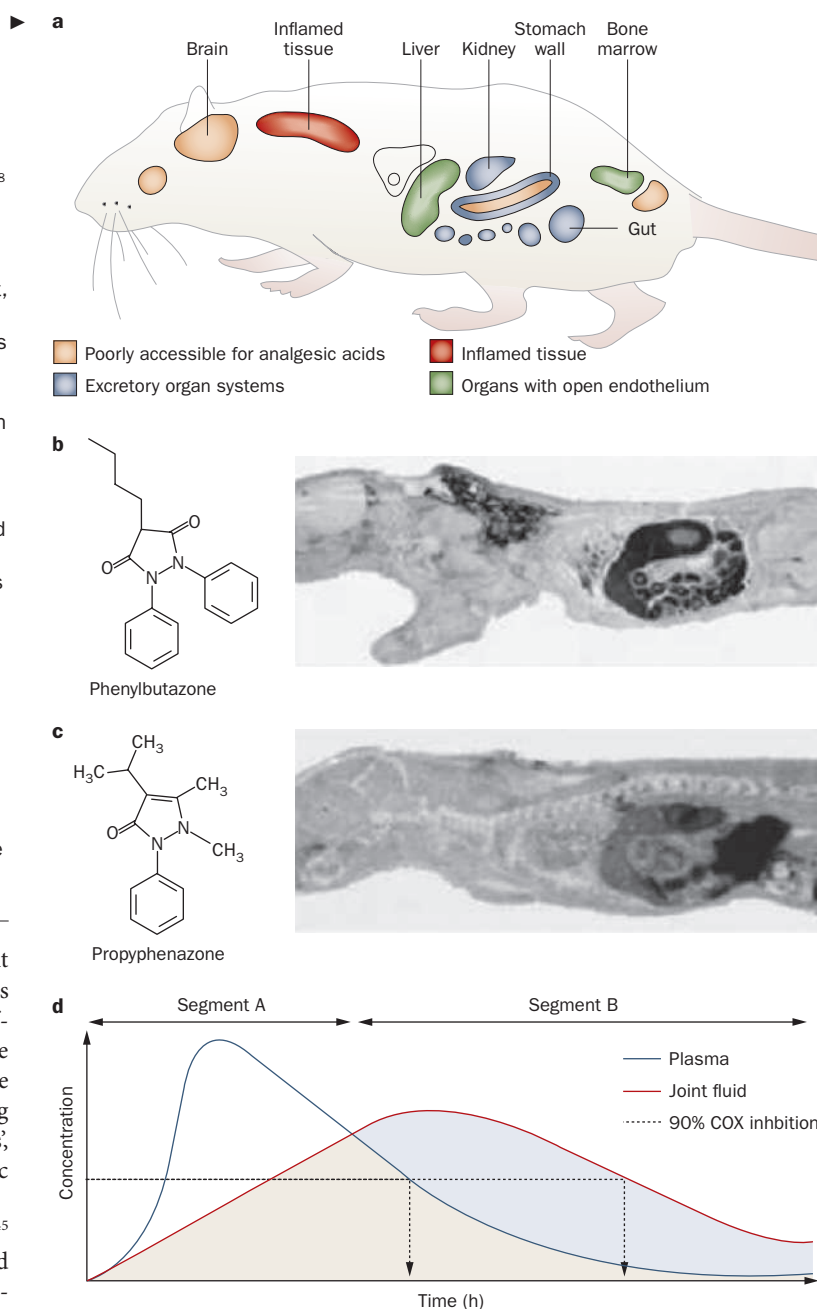 a
Brain
Inflamed
tissue
Liver
Kidney
Stomach
wall
Bone
marrow
Gut
Poorly accessible for analgesic acids
Inflamed tissue
Excretory organ systems
Organs with open endothelium
b
O
O
N
N
Phenylbutazone
c
CH3
H3C
CH3
O
N
N
CH3
Propyphenazone
d
Segment A
Segment B
Plasma
Joint fluid
90% COX inhbition
Concentration
Time (h)